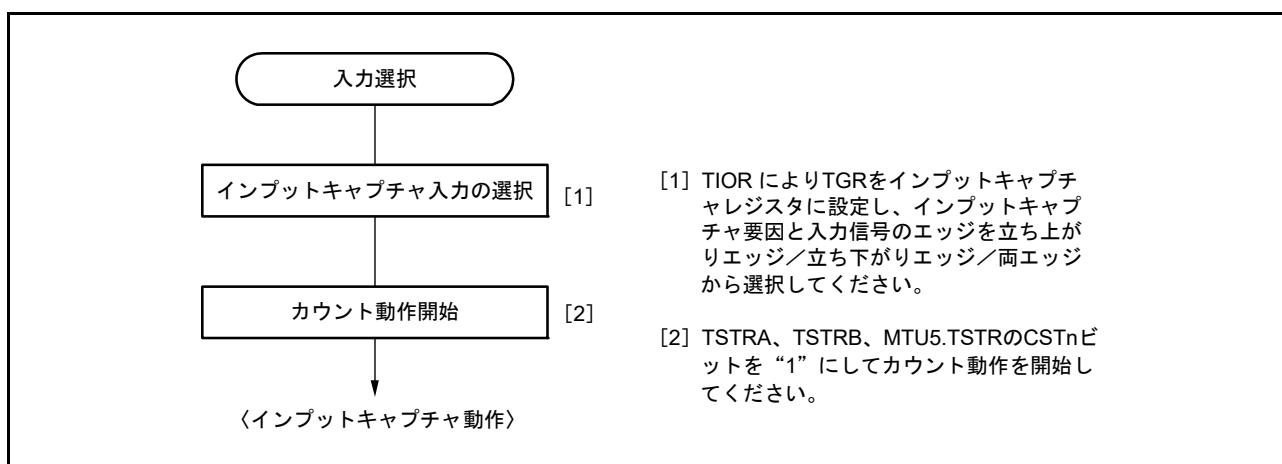 入力選択
インプットキャプチャ入力の選択
[1]
カウント動作開始
[2]
〈インプットキャプチャ動作〉
[1] TIOR によりTGRをインプットキャプチ
ャレジスタに設定し、インプットキャプ
チャ要因と入力信号のエッジを立ち上が
りエッジ／立ち下がりエッジ／両エッジ
から選択してください。
[2] TSTRA、TSTRB、MTU5.TSTRのCSTnビ
ットを“1”にしてカウント動作を開始し
てください。